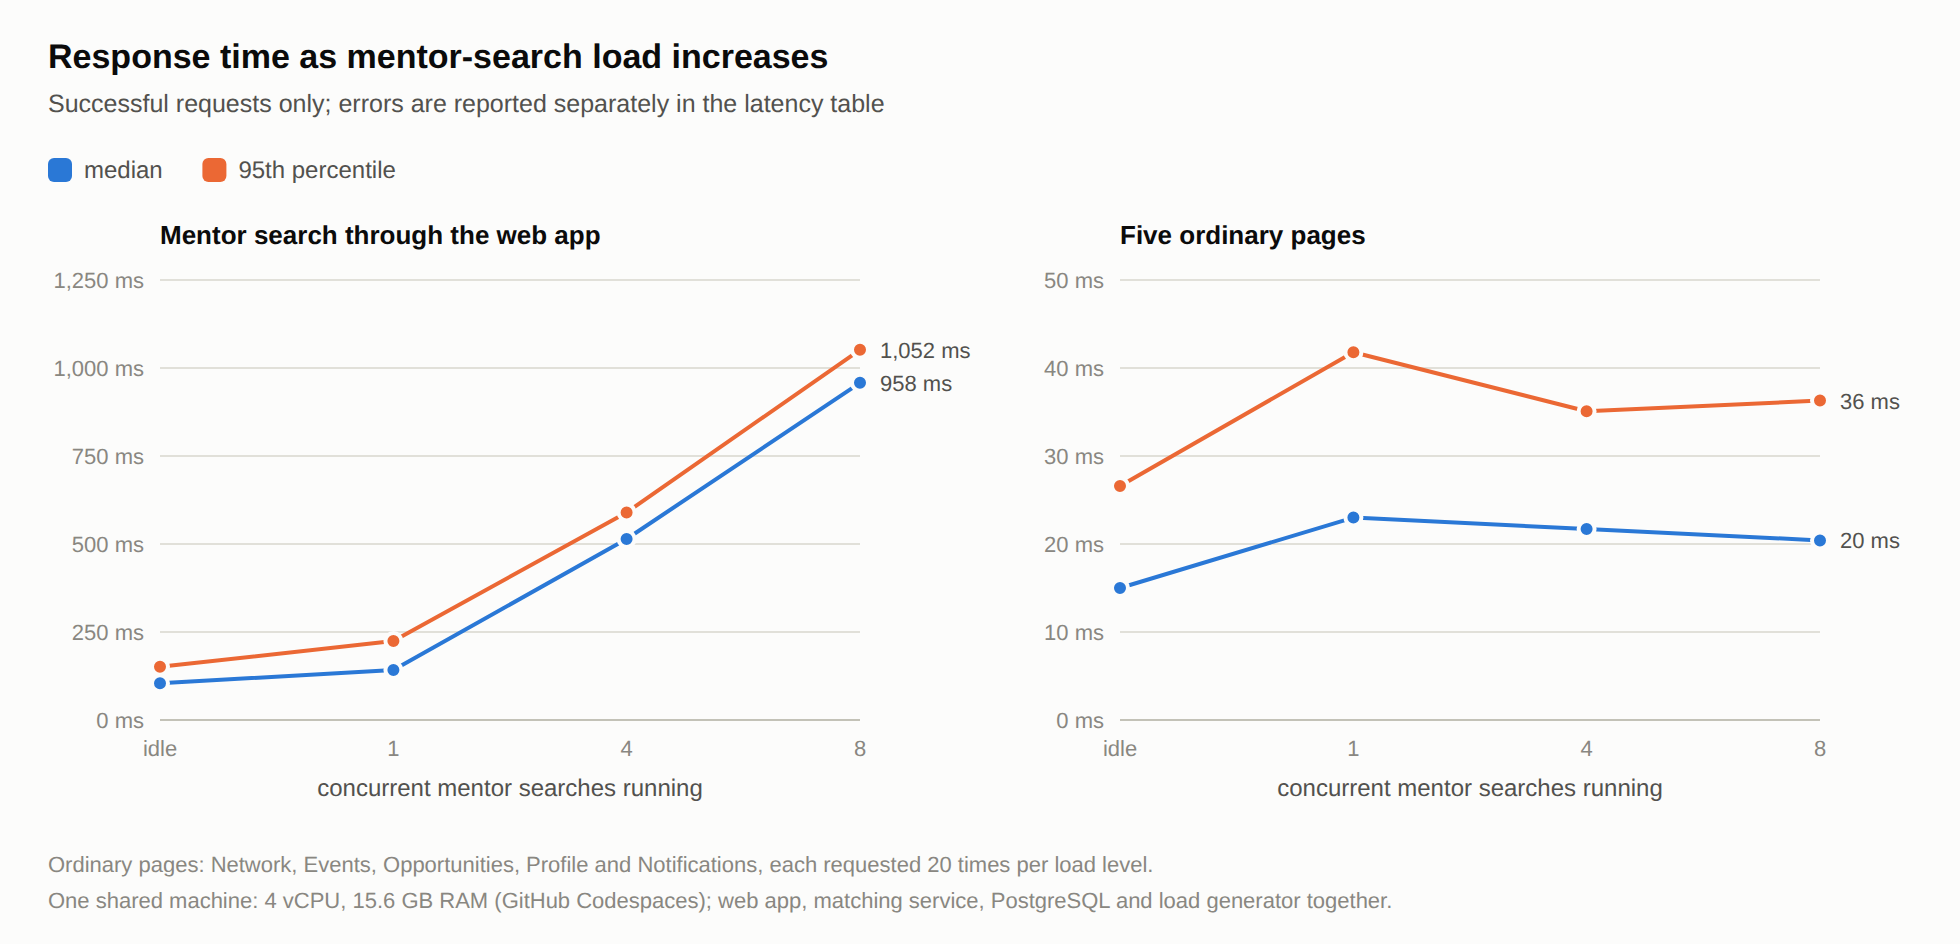 Response time as mentor-search load increases
Successful requests only; errors are reported separately in the latency table
median
95th percentile
Mentor search through the web app
1,250 ms
1,000 ms
750 ms
500 ms
250 ms
0 ms
1,052 ms
958 ms
idle
1
4
8
concurrent mentor searches running
Five ordinary pages
50 ms
40 ms
30 ms
20 ms
10 ms
0 ms
36 ms
20 ms
idle
1
4
8
concurrent mentor searches running
Ordinary pages: Network, Events, Opportunities, Profile and Notifications, each requested 20 times per load level.
One shared machine: 4 vCPU, 15.6 GB RAM (GitHub Codespaces); web app, matching service, PostgreSQL and load generator together.